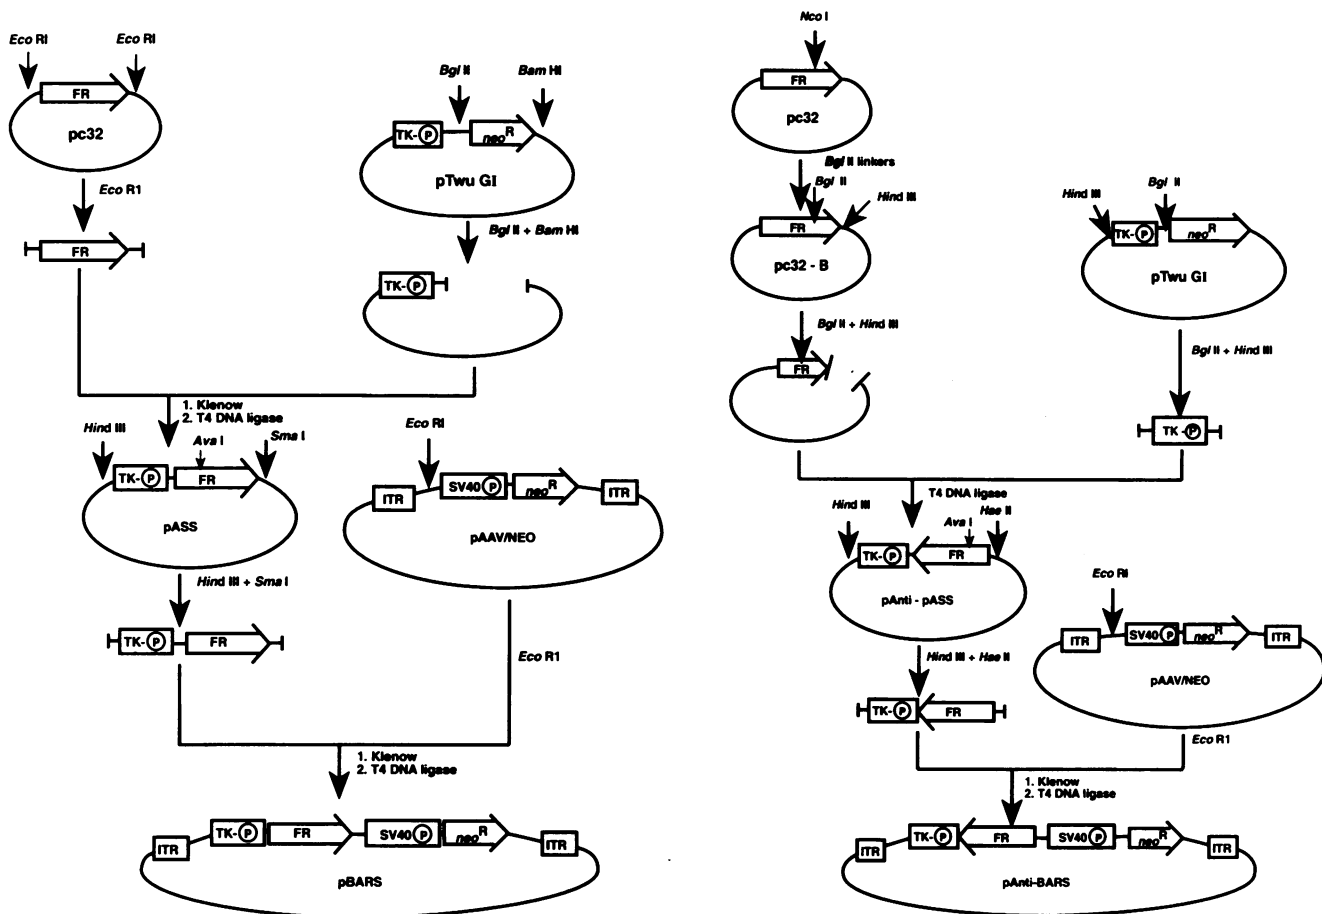 Eco RI
Eco RI
FR
pc32
Eco R1
FR
Bgl II
Bam HI
TK-P
neoR
pTwu GI
Bgl II + Bam HI
TK-P
1. Klenow
2. T4 DNA ligase
Hind III
Ava I
Sma I
TK-P
FR
pASS
Hind III + Sma I
TK-P
FR
Eco RI
ITR
SV40 P
neoR
ITR
pAAV/NEO
Eco R1
1. Klenow
2. T4 DNA ligase
ITR
TK-P
FR
SV40 P
neoR
ITR
pBARS
Nco I
FR
pc32
Bgl II linkers
Bgl II
Hind III
FR
pc32 - B
Bgl II + Hind III
FR
Hind III
Bgl II
TK-P
neoR
pTwu GI
Bgl II + Hind III
TK-P
T4 DNA ligase
Hind III
Ava I
Hae II
TK-P
FR
pAnti - pASS
Hind III + Hae II
TK-P
FR
Eco RI
ITR
SV40 P
neoR
ITR
pAAV/NEO
Eco R1
1. Klenow
2. T4 DNA ligase
ITR
TK-P
FR
SV40 P
neoR
ITR
pAnti-BARS